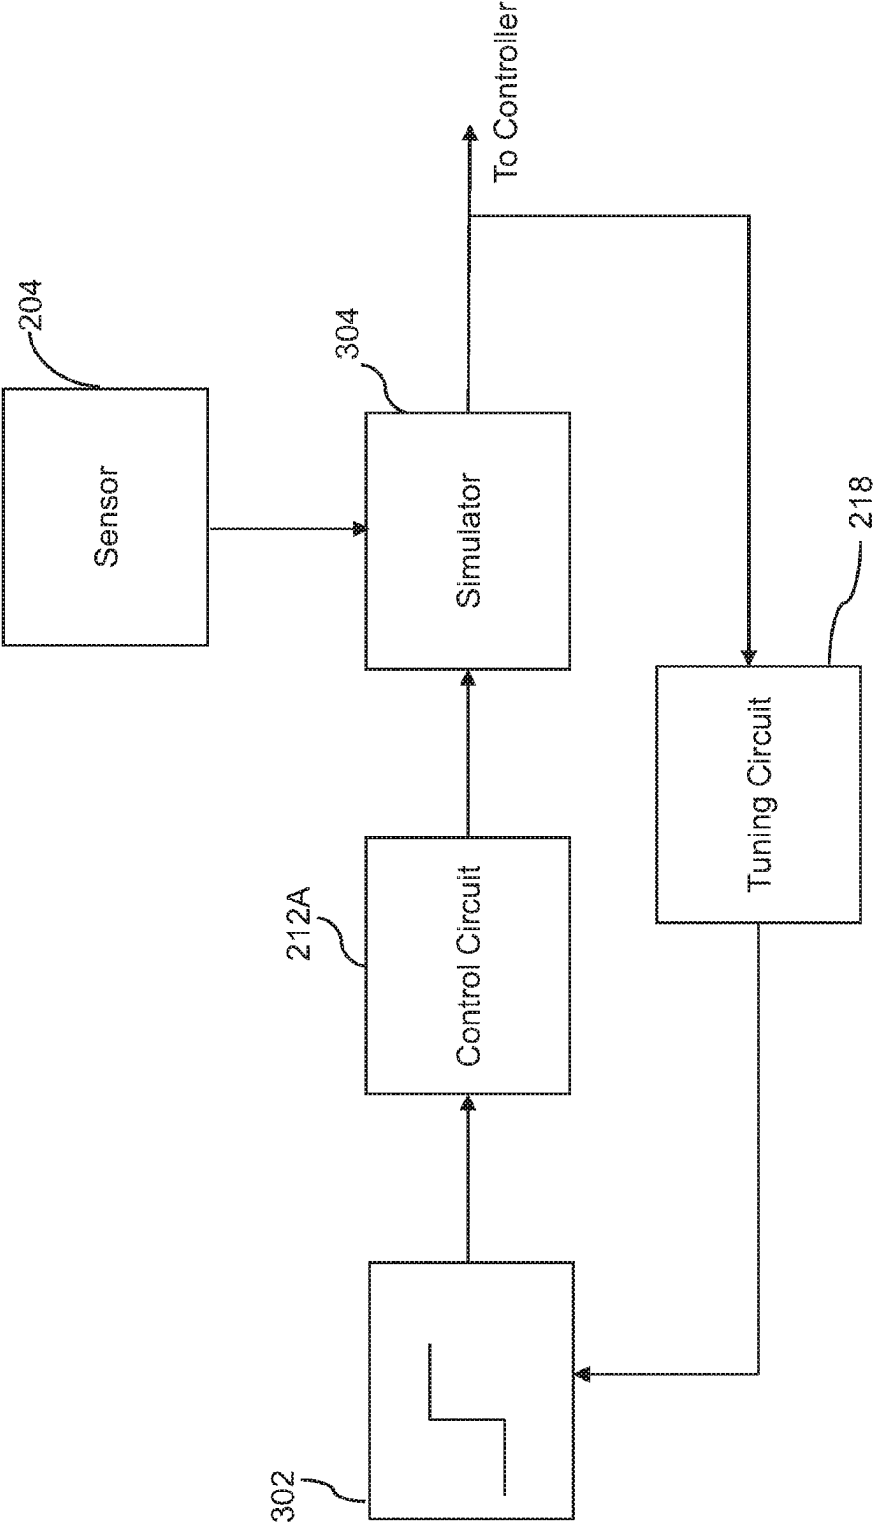 204
Sensor
304
To Controller
Simulator
212A
Control Circuit
302
218
Tuning Circuit